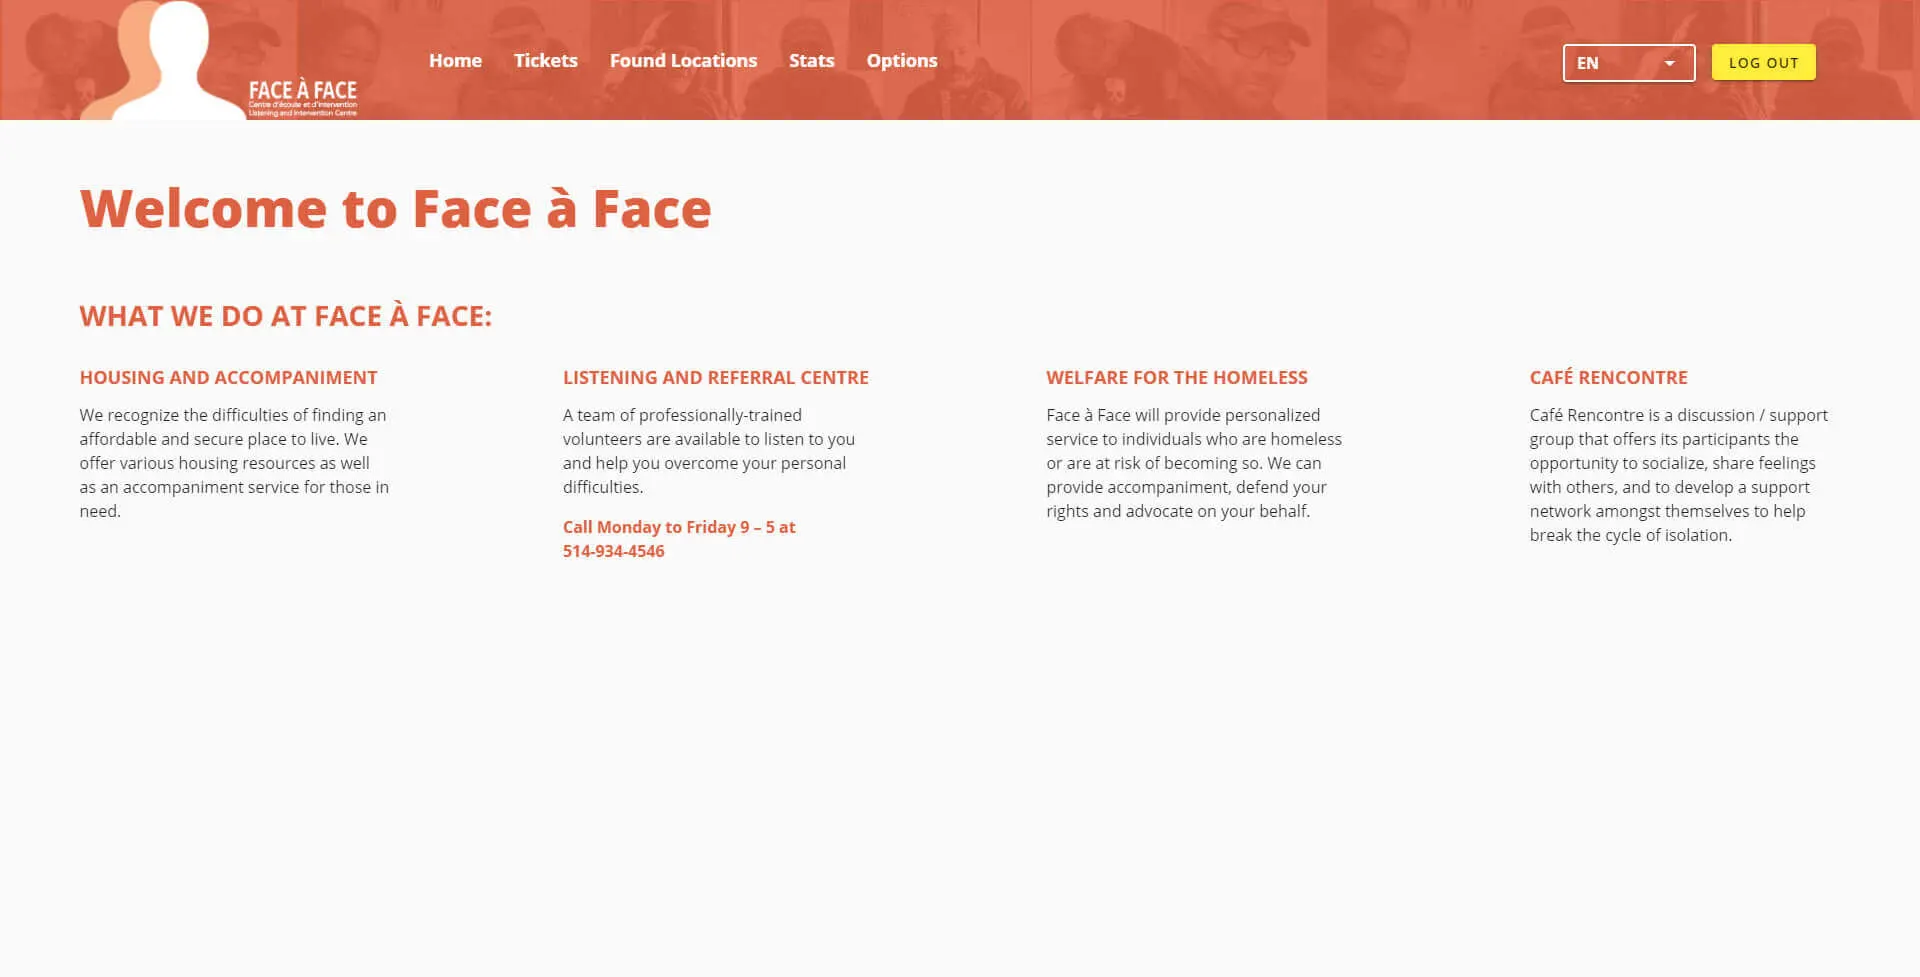 FACE À FACE
Centre d'écoute et d'intervention
Listening and Intervention Centre
Home
Tickets
Found Locations
Stats
Options
EN
LOG OUT
Welcome to Face à Face
WHAT WE DO AT FACE À FACE:
HOUSING AND ACCOMPANIMENT
We recognize the difficulties of finding an
affordable and secure place to live. We
offer various housing resources as well
as an accompaniment service for those in
need.
LISTENING AND REFERRAL CENTRE
A team of professionally-trained
volunteers are available to listen to you
and help you overcome your personal
difficulties.
Call Monday to Friday 9 – 5 at
514-934-4546
WELFARE FOR THE HOMELESS
Face à Face will provide personalized
service to individuals who are homeless
or are at risk of becoming so. We can
provide accompaniment, defend your
rights and advocate on your behalf.
CAFÉ RENCONTRE
Café Rencontre is a discussion / support
group that offers its participants the
opportunity to socialize, share feelings
with others, and to develop a support
network amongst themselves to help
break the cycle of isolation.